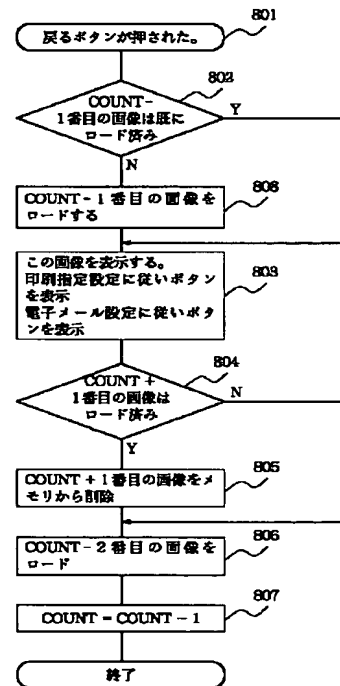 801
戻るボタンが押された。
802
COUNT-
1番目の画像は既に
ロード済み
Y
N
808
COUNT-1番目の画像を
ロードする
この画像を表示する。
印刷指定設定に従いボタン
を表示
電子メール設定に従いボタ
ンを表示
803
804
COUNT+
1番目の画像は
ロード済み
N
Y
805
COUNT+1番目の画像をメ
モリから削除
806
COUNT-2番目の画像を
ロード
807
COUNT=COUNT-1
終了